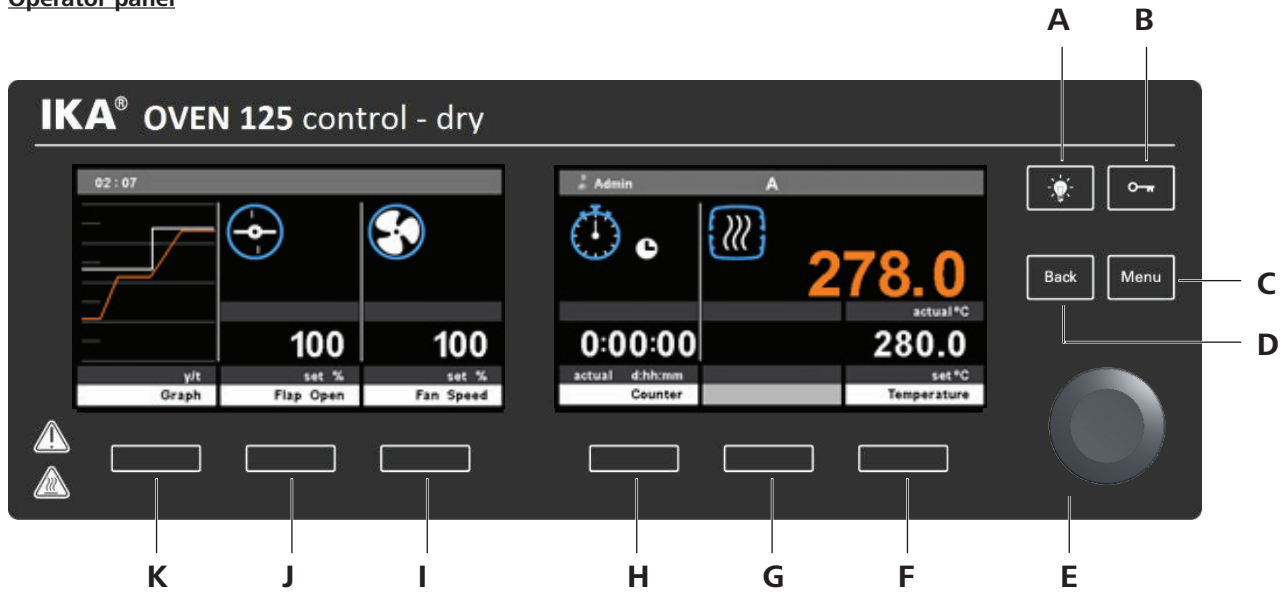 Operator panel
A B
IKA® OVEN 125 control - dry
02:07
Admin A
278.0
actual°C
Back Menu
C
D
100 100 0:00:00 280.0
y/t set % set % actual d:hh:mm set°C
Graph Flap Open Fan Speed Counter Temperature
K J I H G F E